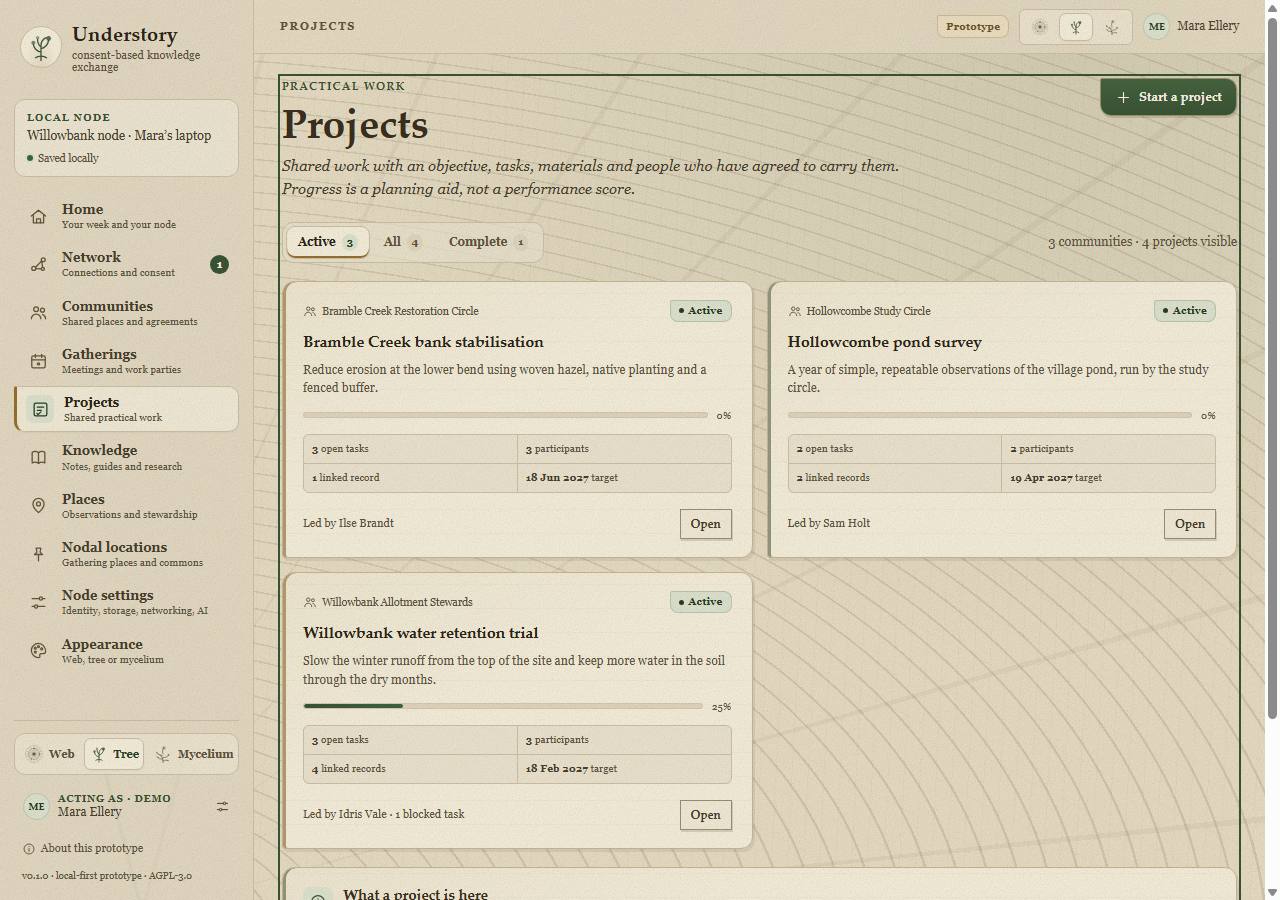 Understory
consent-based knowledge
exchange
LOCAL NODE
Willowbank node · Mara's laptop
Saved locally
Home
Your week and your node
Network
Connections and consent
1
Communities
Shared places and agreements
Gatherings
Meetings and work parties
Projects
Shared practical work
Knowledge
Notes, guides and research
Places
Observations and stewardship
Nodal locations
Gathering places and commons
Node settings
Identity, storage, networking, AI
Appearance
Web, tree or mycelium
Web
Tree
Mycelium
ME
ACTING AS · DEMO
Mara Ellery
About this prototype
v0.1.0 · local-first prototype · AGPL-3.0
PROJECTS
Prototype
ME
Mara Ellery
PRACTICAL WORK
Projects
Shared work with an objective, tasks, materials and people who have agreed to carry them.
Progress is a planning aid, not a performance score.
Start a project
Active 3
All 4
Complete 1
3 communities · 4 projects visible
Bramble Creek Restoration Circle
Active
Bramble Creek bank stabilisation
Reduce erosion at the lower bend using woven hazel, native planting and a
fenced buffer.
0%
3 open tasks
3 participants
1 linked record
18 Jun 2027 target
Led by Ilse Brandt
Open
Hollowcombe Study Circle
Active
Hollowcombe pond survey
A year of simple, repeatable observations of the village pond, run by the study
circle.
0%
2 open tasks
2 participants
2 linked records
19 Apr 2027 target
Led by Sam Holt
Open
Willowbank Allotment Stewards
Active
Willowbank water retention trial
Slow the winter runoff from the top of the site and keep more water in the soil
through the dry months.
25%
3 open tasks
3 participants
4 linked records
18 Feb 2027 target
Led by Idris Vale · 1 blocked task
Open
What a project is here